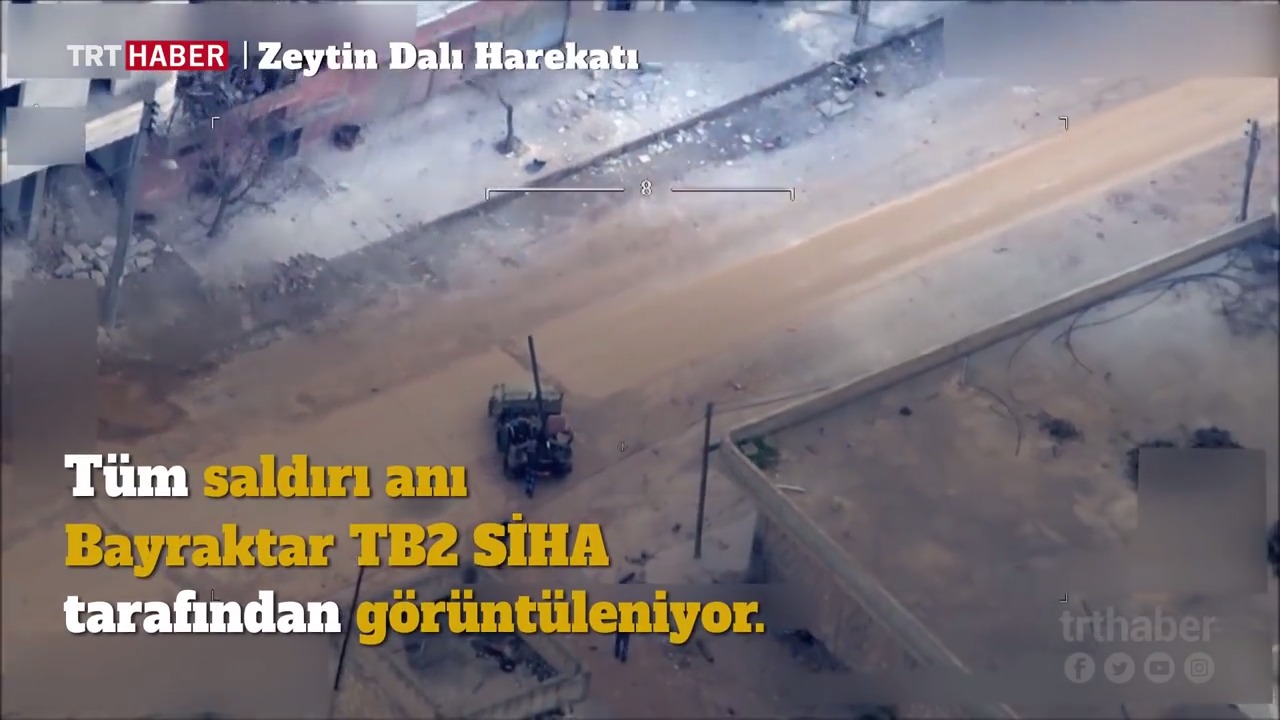 TRT HABER | Zeytin Dalı Harekatı
8
Tüm saldırı anı
Bayraktar TB2 SİHA
tarafından görüntüleniyor.
trthaber